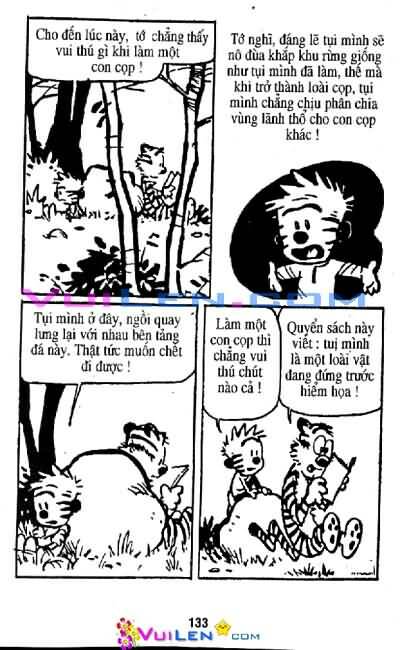 Cho đến lúc này, tớ chẳng thấy
vui thú gì khi làm một
con cọp !
Tớ nghĩ, đáng lẽ tụi mình sẽ
nô đùa khắp khu rừng giống
như tụi mình đã làm, thế mà
khi trở thành loài cọp, tụi
mình chẳng chịu phân chia
vùng lãnh thổ cho con cọp
khác !
VUILEN.COM
Tụi mình ở đây, ngồi quay
lưng lại với nhau bên tảng
đá này. Thật tức muốn chết
đi được !
Làm một
con cọp thì
chẳng vui
thú chút
nào cả !
Quyển sách này
viết : tuị mình
là một loài vật
đang đứng trước
hiểm họa !
133
VUILEN.COM